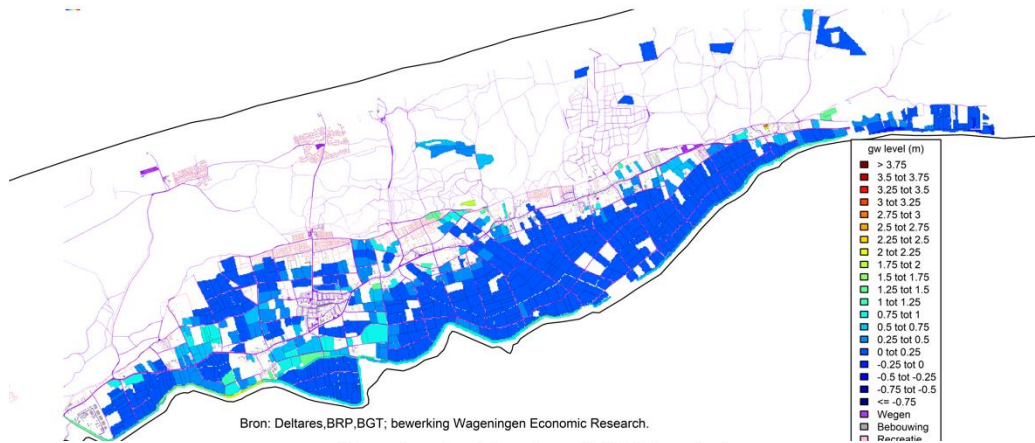 gw level (m)
> 3.75
3.5 tot 3.75
3.25 tot 3.5
3 tot 3.25
2.75 tot 3
2.5 tot 2.75
2.25 tot 2.5
2 tot 2.25
1.75 tot 2
1.5 tot 1.75
1.25 tot 1.5
1 tot 1.25
0.75 tot 1
0.5 tot 0.75
0.25 tot 0.5
0 tot 0.25
-0.25 tot 0
-0.5 tot -0.25
-0.75 tot -0.5
<= -0.75
Wegen
Bebouwing
Recreatie
Bron: Deltares,BRP,BGT; bewerking Wageningen Economic Research.